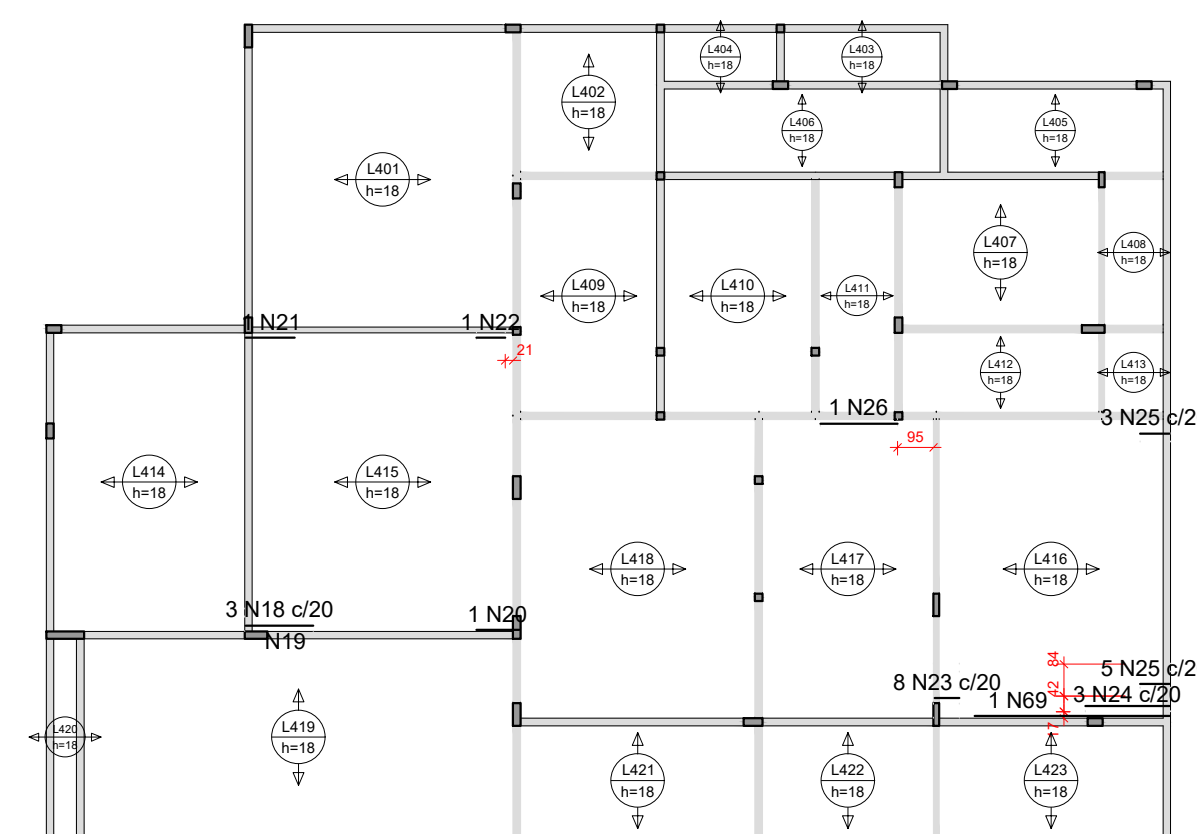 L404
h=18
L403
h=18
L402
h=18
L406
h=18
L405
h=18
L401
h=18
L407
h=18
L408
h=18
L409
h=18
L410
h=18
L411
h=18
1 N21
1 N22
21
L412
h=18
L413
h=18
1 N26
3 N25 c/2
95
L414
h=18
L415
h=18
L418
h=18
L417
h=18
L416
h=18
3 N18 c/20
1 N20
N19
84
5 N25 c/2
42
8 N23 c/20
1 N69
3 N24 c/20
17
L420
h=18
L419
h=18
L421
h=18
L422
h=18
L423
h=18